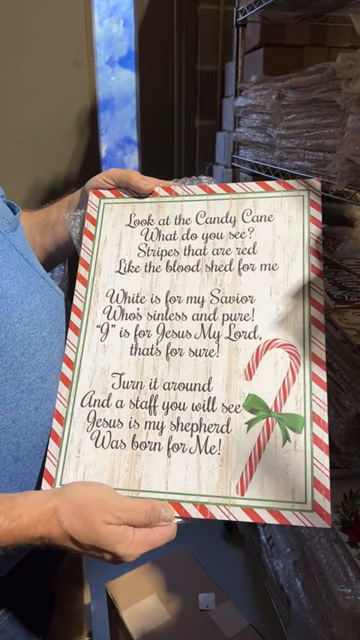 Look at the Candy Cane
What do you see?
Stripes that are red
Like the blood shed for me
White is for my Savior
Who's sinless and pure!
"J" is for Jesus My Lord,
thats for sure!
Turn it around
And a staff you will see
Jesus is my shepherd
Was born for Me!